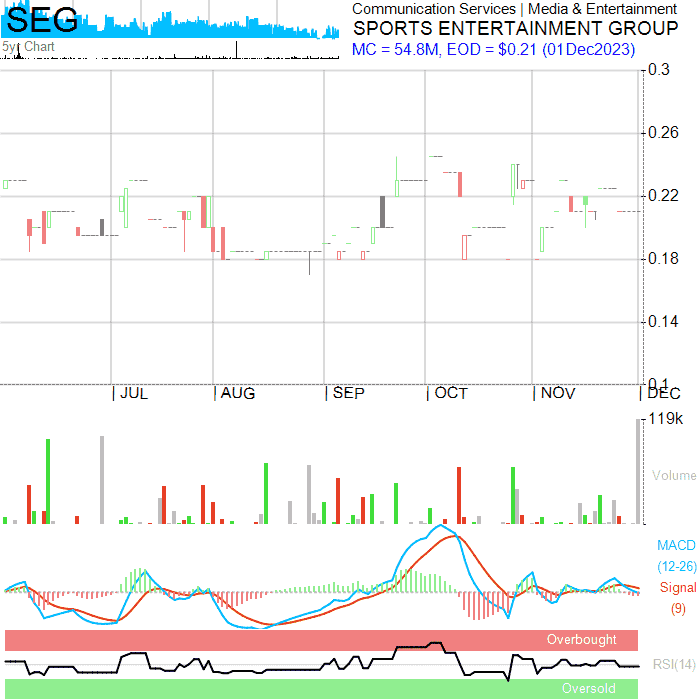 SEG
Communication Services | Media & Entertainment
SPORTS ENTERTAINMENT GROUP
5yr Chart
MC = 54.8M, EOD = $0.21 (01Dec2023)
0.3
0.26
0.22
0.18
0.14
0.1
| JUL
| AUG
| SEP
| OCT
| NOV
| DEC
119k
Volume
MACD
(12-26)
Signal
(9)
Overbought
RSI(14)
Oversold